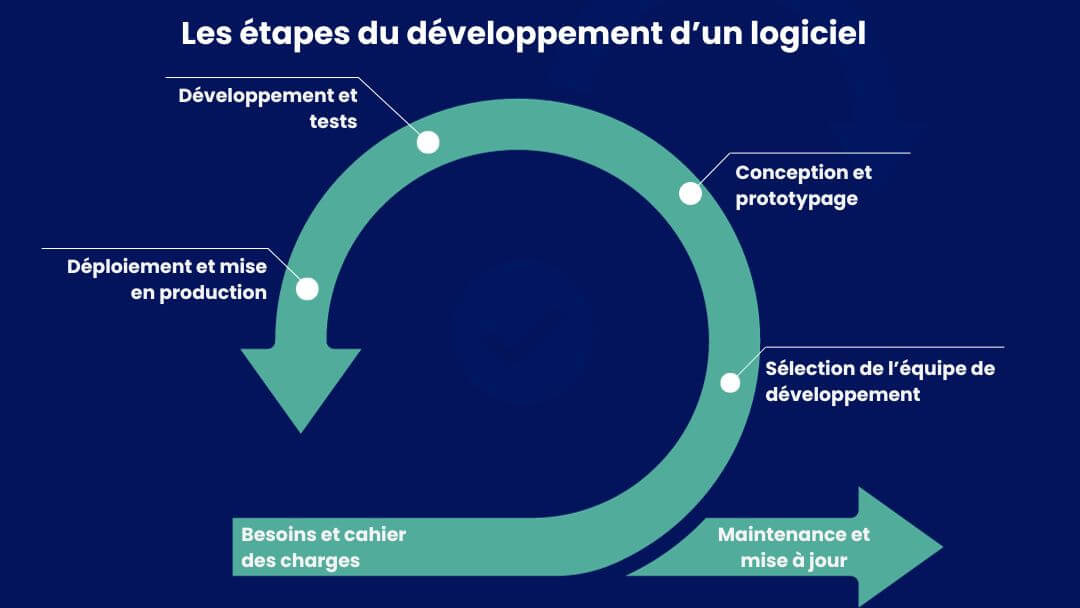 Les étapes du développement d’un logiciel
Développement et
tests
Conception et
prototypage
Déploiement et mise
en production
Sélection de l’équipe de
développement
Besoins et cahier
des charges
Maintenance et
mise à jour